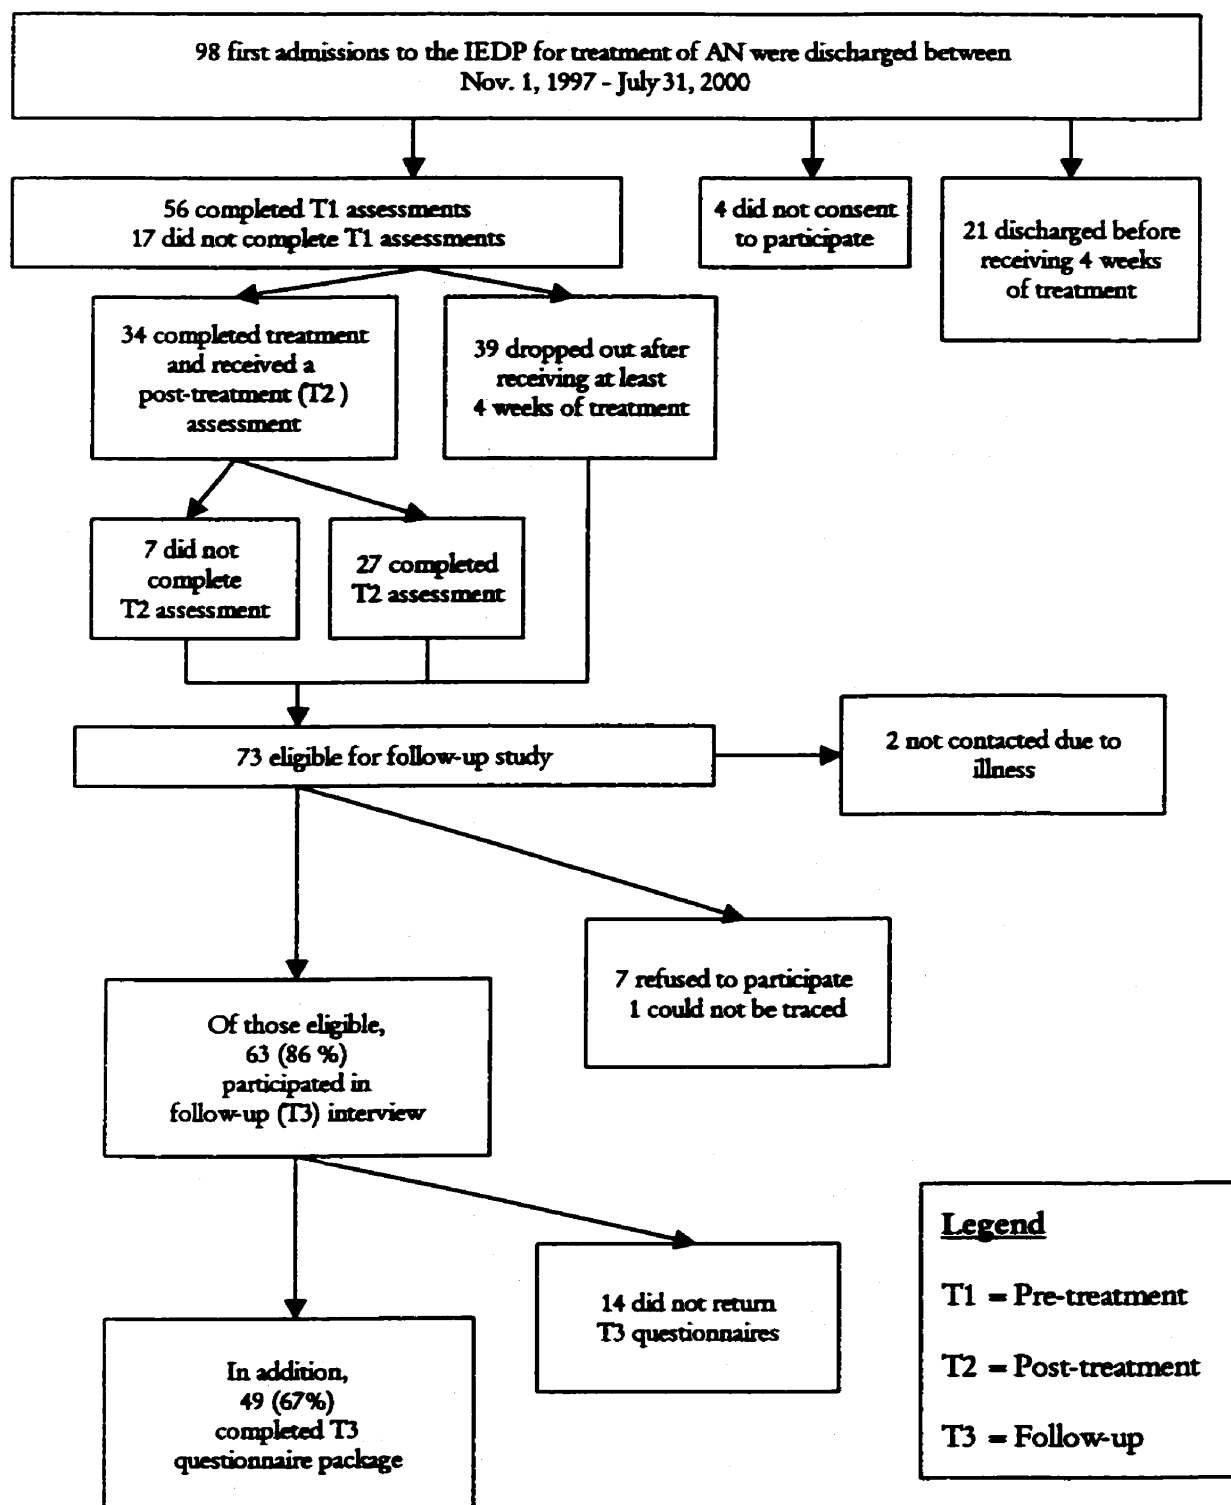 98 first admissions to the IEDP for treatment of AN were discharged between
Nov. 1, 1997 - July 31, 2000
56 completed T1 assessments
17 did not complete T1 assessments
4 did not consent
to participate
21 discharged before
receiving 4 weeks
of treatment
34 completed treatment
and received a
post-treatment (T2 )
assessment
39 dropped out after
receiving at least
4 weeks of treatment
7 did not
complete
T2 assessment
27 completed
T2 assessment
73 eligible for follow-up study
2 not contacted due to
illness
7 refused to participate
1 could not be traced
Of those eligible,
63 (86 %)
participated in
follow-up (T3) interview
14 did not return
T3 questionnaires
In addition,
49 (67%)
completed T3
questionnaire package
Legend
T1 = Pre-treatment
T2 = Post-treatment
T3 = Follow-up